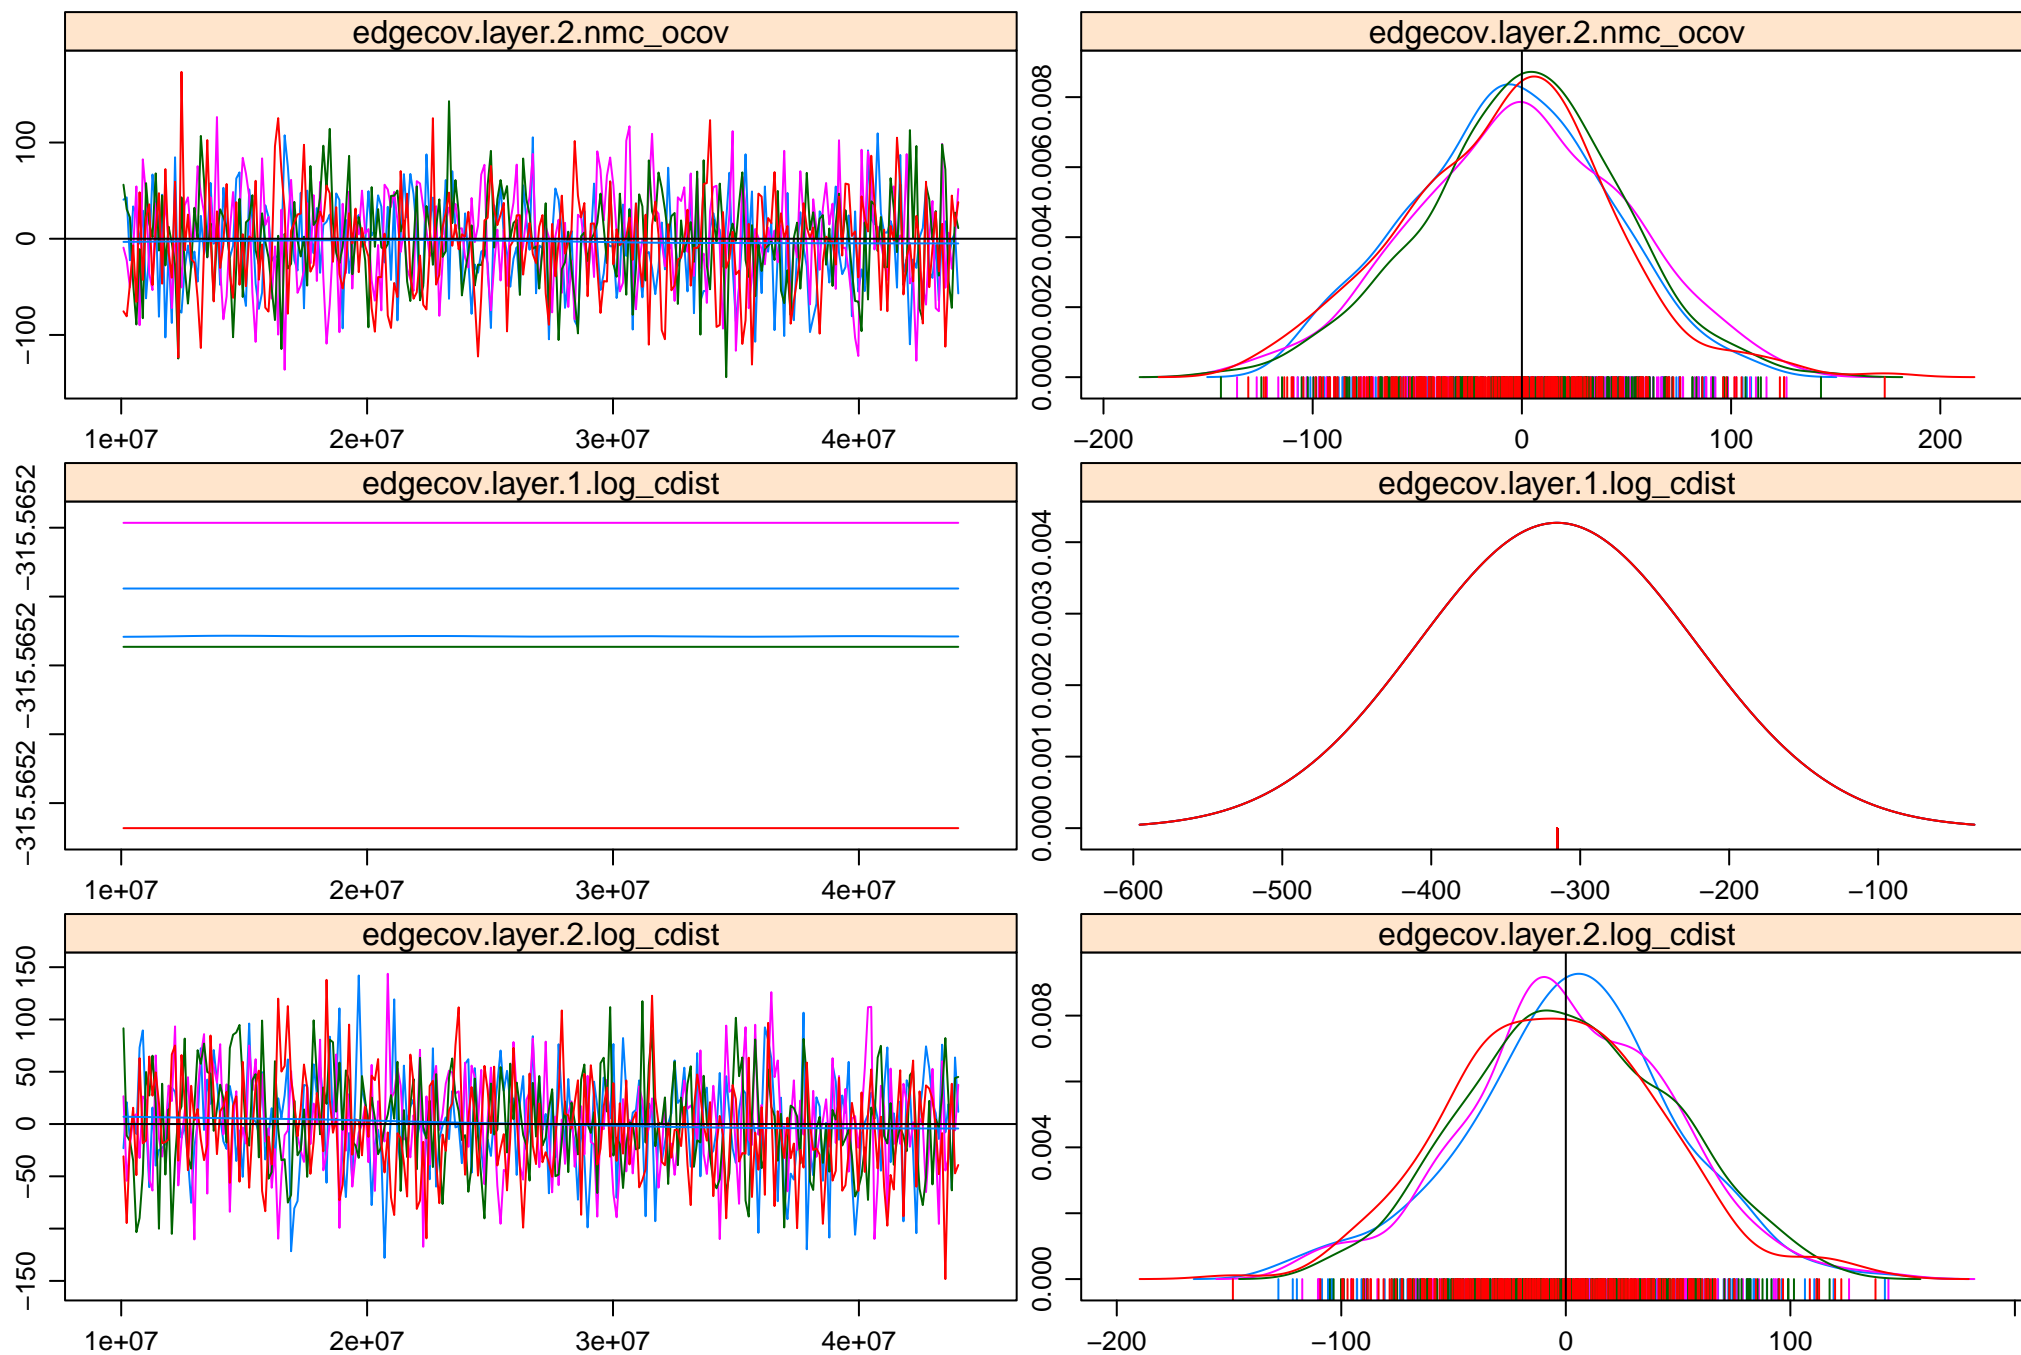 edgecov.layer.2.nmc_ocov
edgecov.layer.2.nmc_ocov
100
0
−100
1e+07 2e+07 3e+07 4e+07
0.000 0.002 0.004 0.006 0.008
−200 −100 0 100 200
edgecov.layer.1.log_cdist
edgecov.layer.1.log_cdist
−315.5652 −315.5652 −315.5652
1e+07 2e+07 3e+07 4e+07
0.000 0.001 0.002 0.003 0.004
−600 −500 −400 −300 −200 −100
edgecov.layer.2.log_cdist
edgecov.layer.2.log_cdist
−150 −50 0 50 100 150
1e+07 2e+07 3e+07 4e+07
0.000 0.004 0.008
−200 −100 0 100